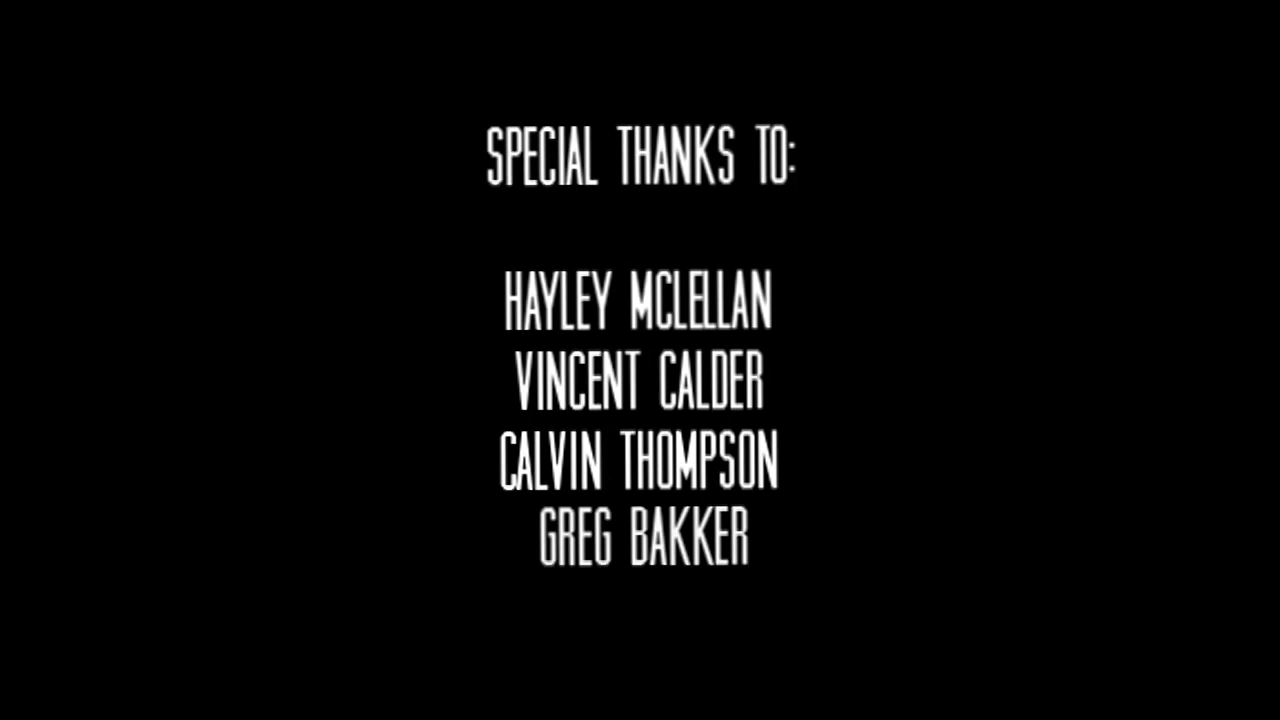 SPECIAL THANKS TO:
HAYLEY MCLELLAN
VINCENT CALDER
CALVIN THOMPSON
GREG BAKKER